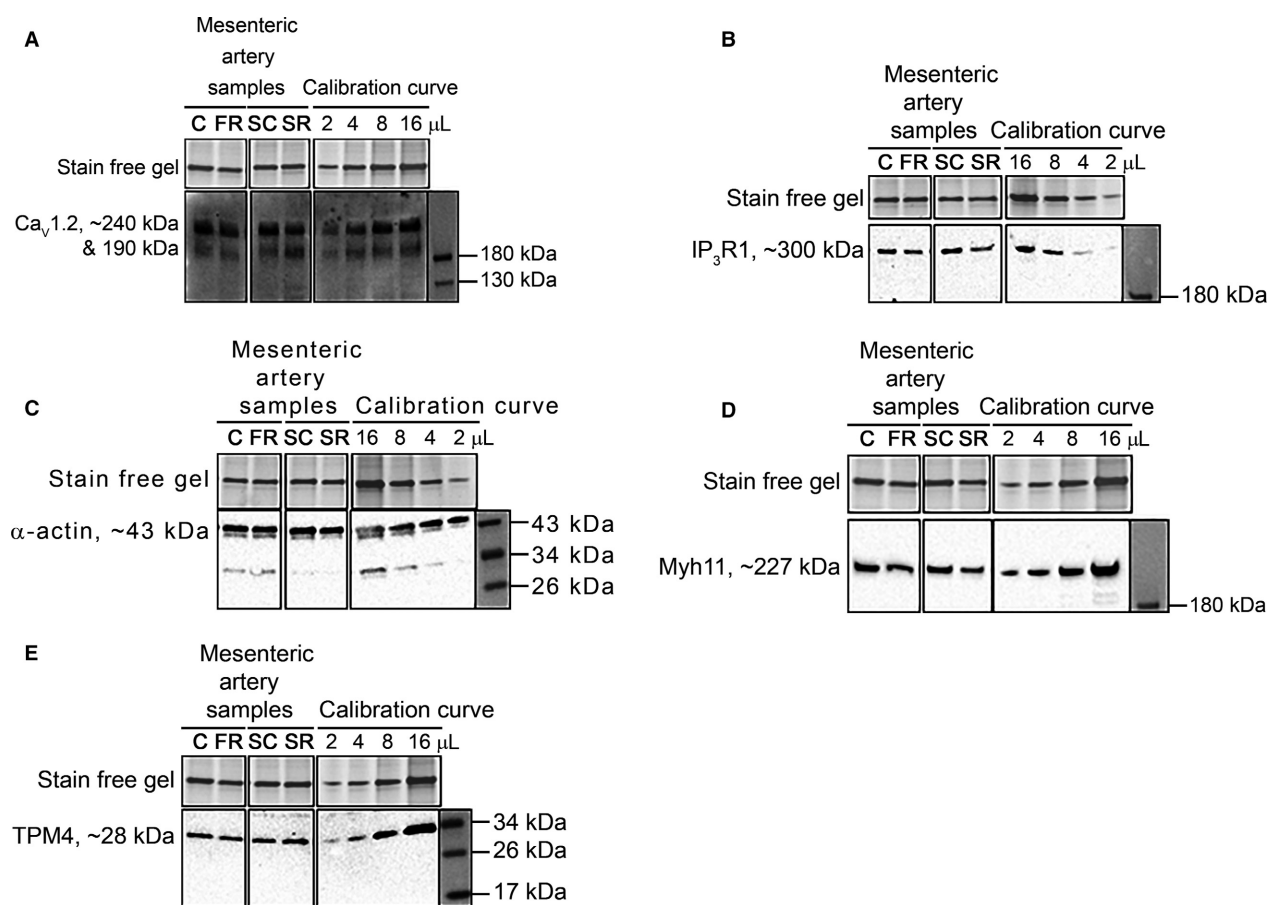 A
Mesenteric
artery
samples Calibration curve
C FR SC SR 2 4 8 16 μL
Stain free gel
CaV1.2, ~240 kDa
& 190 kDa
180 kDa
130 kDa
B
Mesenteric
artery
samples Calibration curve
C FR SC SR 16 8 4 2 μL
Stain free gel
IP3R1, ~300 kDa
180 kDa
C
Mesenteric
artery
samples Calibration curve
C FR SC SR 16 8 4 2 μL
Stain free gel
α-actin, ~43 kDa
43 kDa
34 kDa
26 kDa
D
Mesenteric
artery
samples Calibration curve
C FR SC SR 2 4 8 16 μL
Stain free gel
Myh11, ~227 kDa
180 kDa
E
Mesenteric
artery
samples Calibration curve
C FR SC SR 2 4 8 16 μL
Stain free gel
TPM4, ~28 kDa
34 kDa
26 kDa
17 kDa